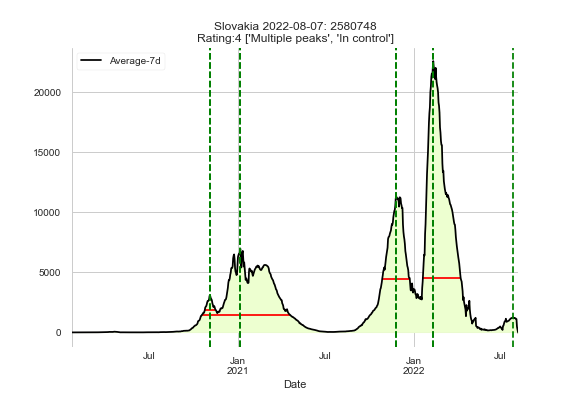 Slovakia 2022-08-07: 2580748
Rating:4 ['Multiple peaks', 'In control']
Average-7d
20000
15000
10000
5000
0
Jul
Jan
2021
Jul
Jan
2022
Jul
Date